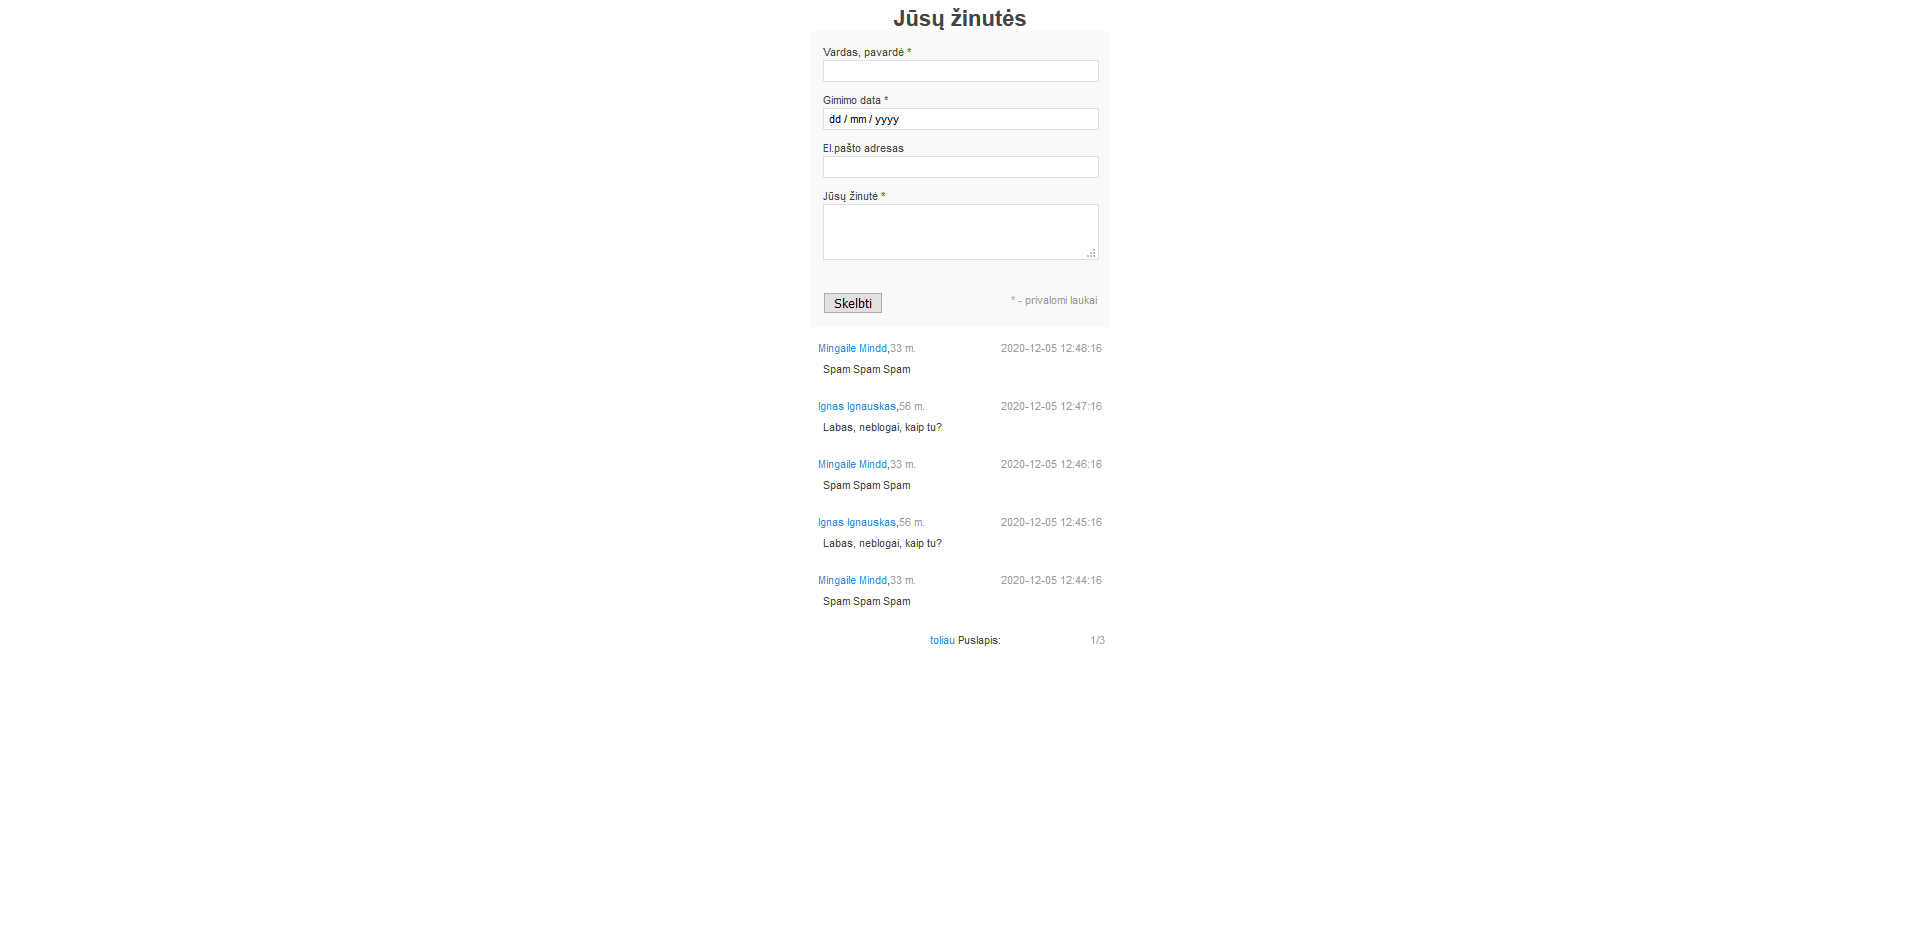 Jūsų žinutės
Vardas, pavardė *
Gimimo data *
dd / mm / yyyy
El.pašto adresas
Jūsų žinutė *
Skelbti * - privalomi laukai
Mingaile Mindd,33 m. 2020-12-05 12:48:16
Spam Spam Spam
Ignas Ignauskas,56 m. 2020-12-05 12:47:16
Labas, neblogai, kaip tu?
Mingaile Mindd,33 m. 2020-12-05 12:46:16
Spam Spam Spam
Ignas Ignauskas,56 m. 2020-12-05 12:45:16
Labas, neblogai, kaip tu?
Mingaile Mindd,33 m. 2020-12-05 12:44:16
Spam Spam Spam
toliau Puslapis: 1/3